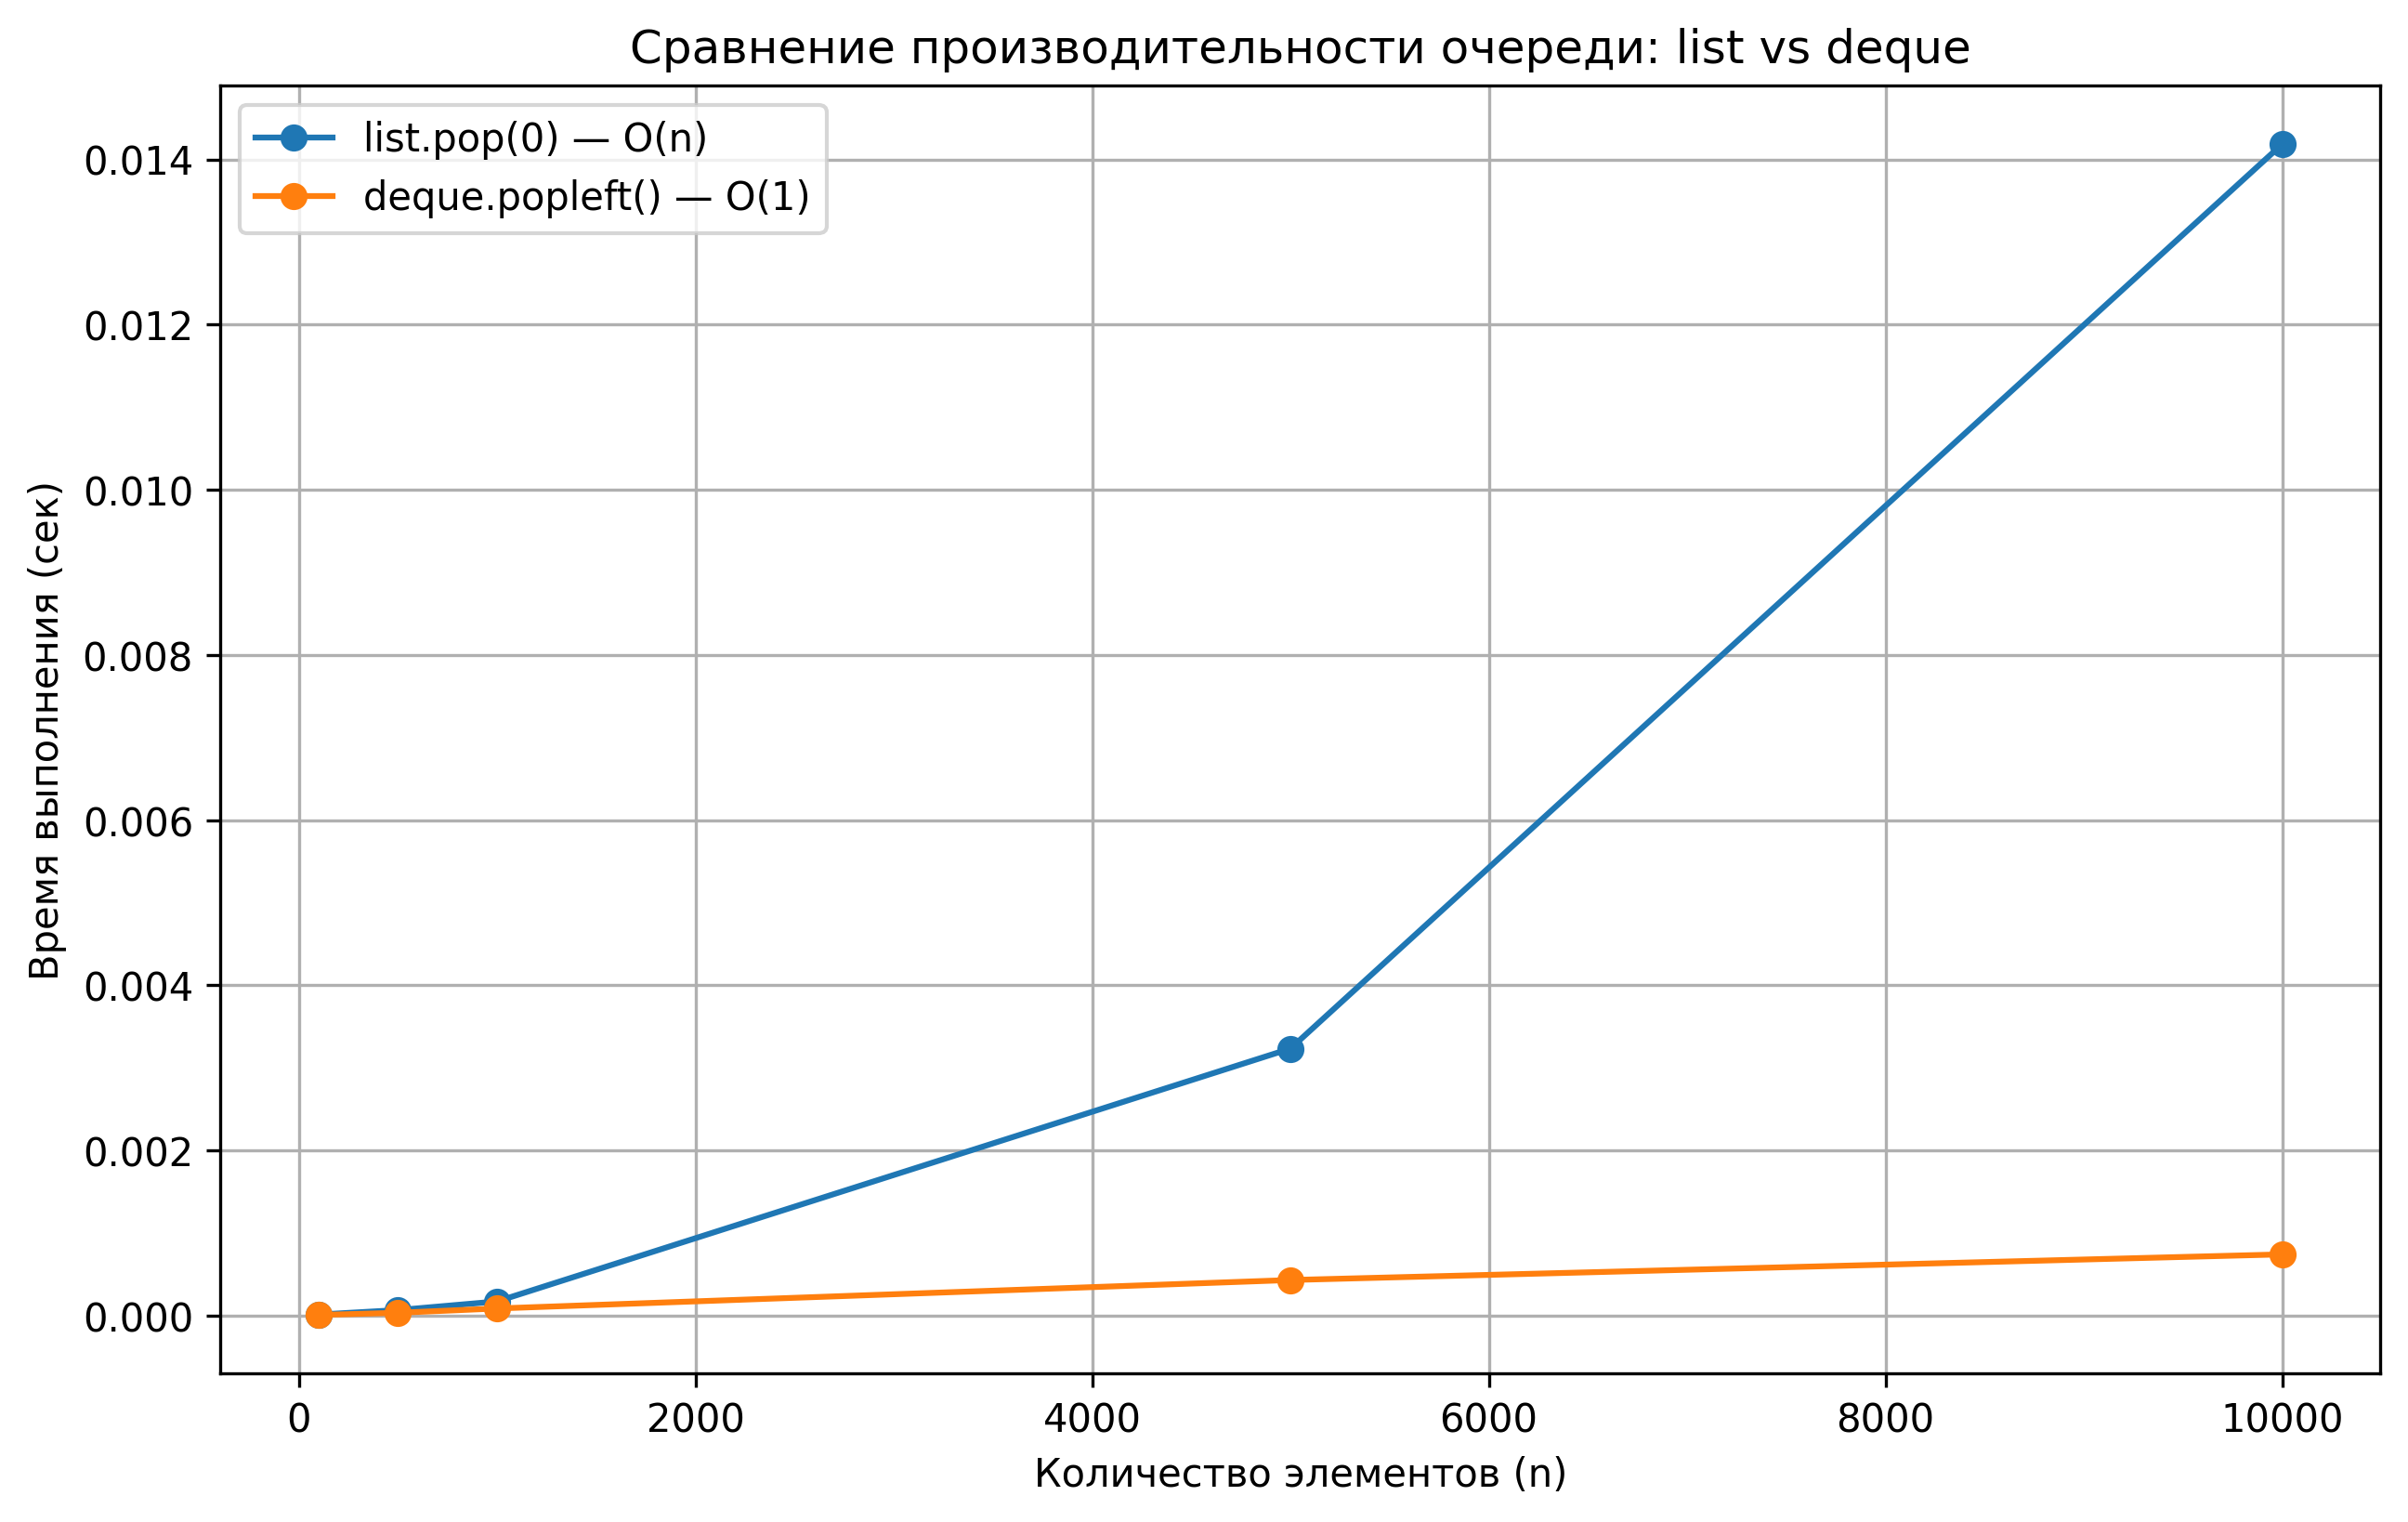 Сравнение производительности очереди: list vs deque
list.pop(0) — O(n)
deque.popleft() — O(1)
0.014
0.012
0.010
0.008
0.006
0.004
0.002
0.000
Время выполнения (сек)
0 2000 4000 6000 8000 10000
Количество элементов (n)